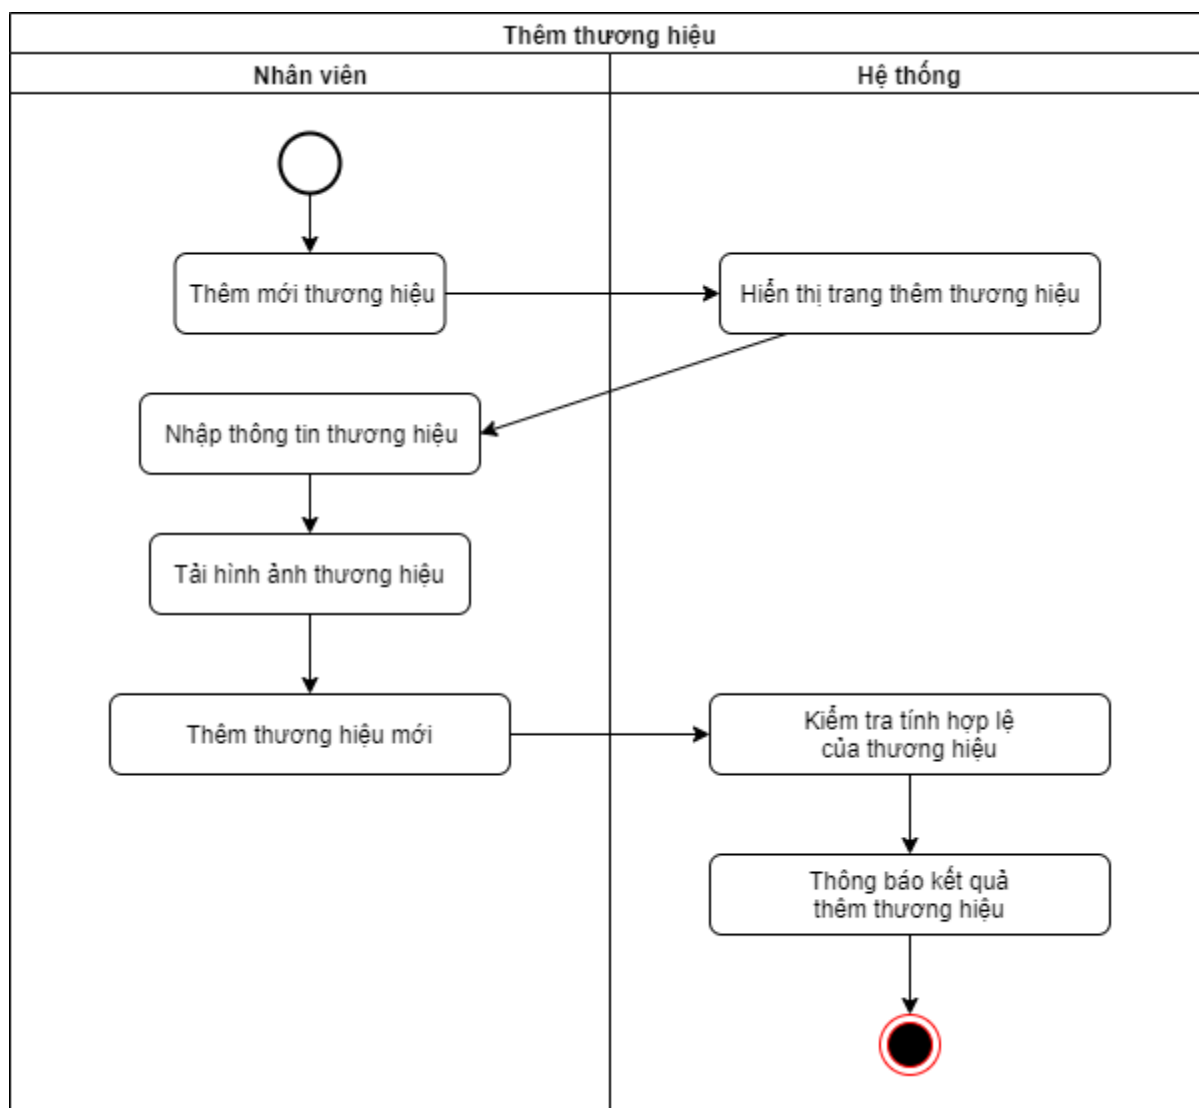 Thêm thương hiệu
Nhân viên
Hệ thống
Thêm mới thương hiệu
Hiển thị trang thêm thương hiệu
Nhập thông tin thương hiệu
Tải hình ảnh thương hiệu
Thêm thương hiệu mới
Kiểm tra tính hợp lệ
của thương hiệu
Thông báo kết quả
thêm thương hiệu